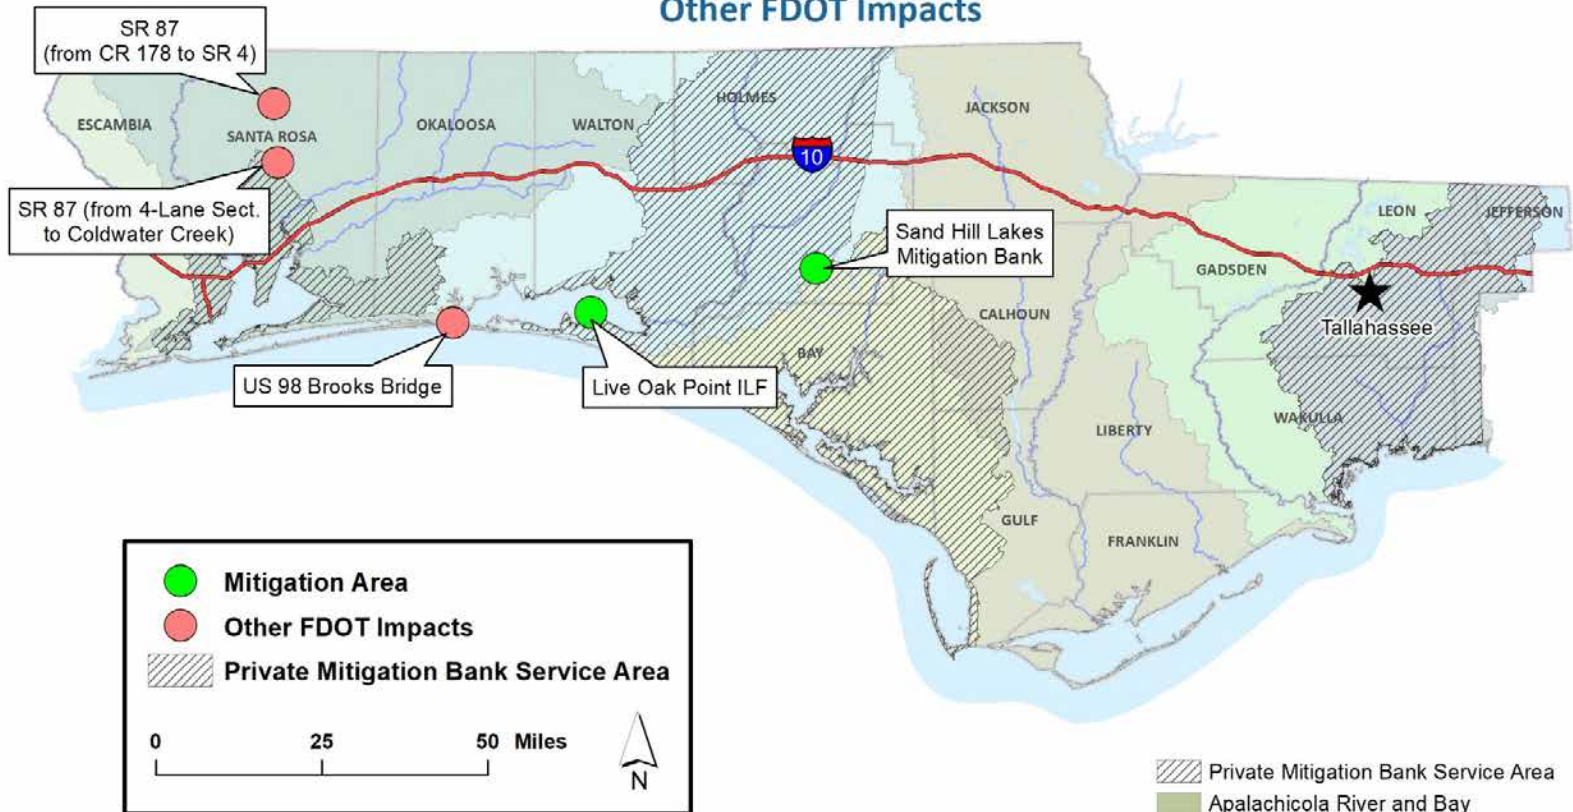 Other FDOT Impacts
SR 87
(from CR 178 to SR 4)
ESCAMBIA
SANTA ROSA
OKALOOSA
WALTON
HOLMES
JACKSON
10
SR 87 (from 4-Lane Sect.
to Coldwater Creek)
Sand Hill Lakes
Mitigation Bank
LEON
JEFFERSON
GADSDEN
CALHOUN
Tallahassee
BAY
US 98 Brooks Bridge
Live Oak Point ILF
WAKULLA
LIBERTY
GULF
FRANKLIN
Mitigation Area
Other FDOT Impacts
Private Mitigation Bank Service Area
0 25 50 Miles
N
Private Mitigation Bank Service Area
Apalachicola River and Bay